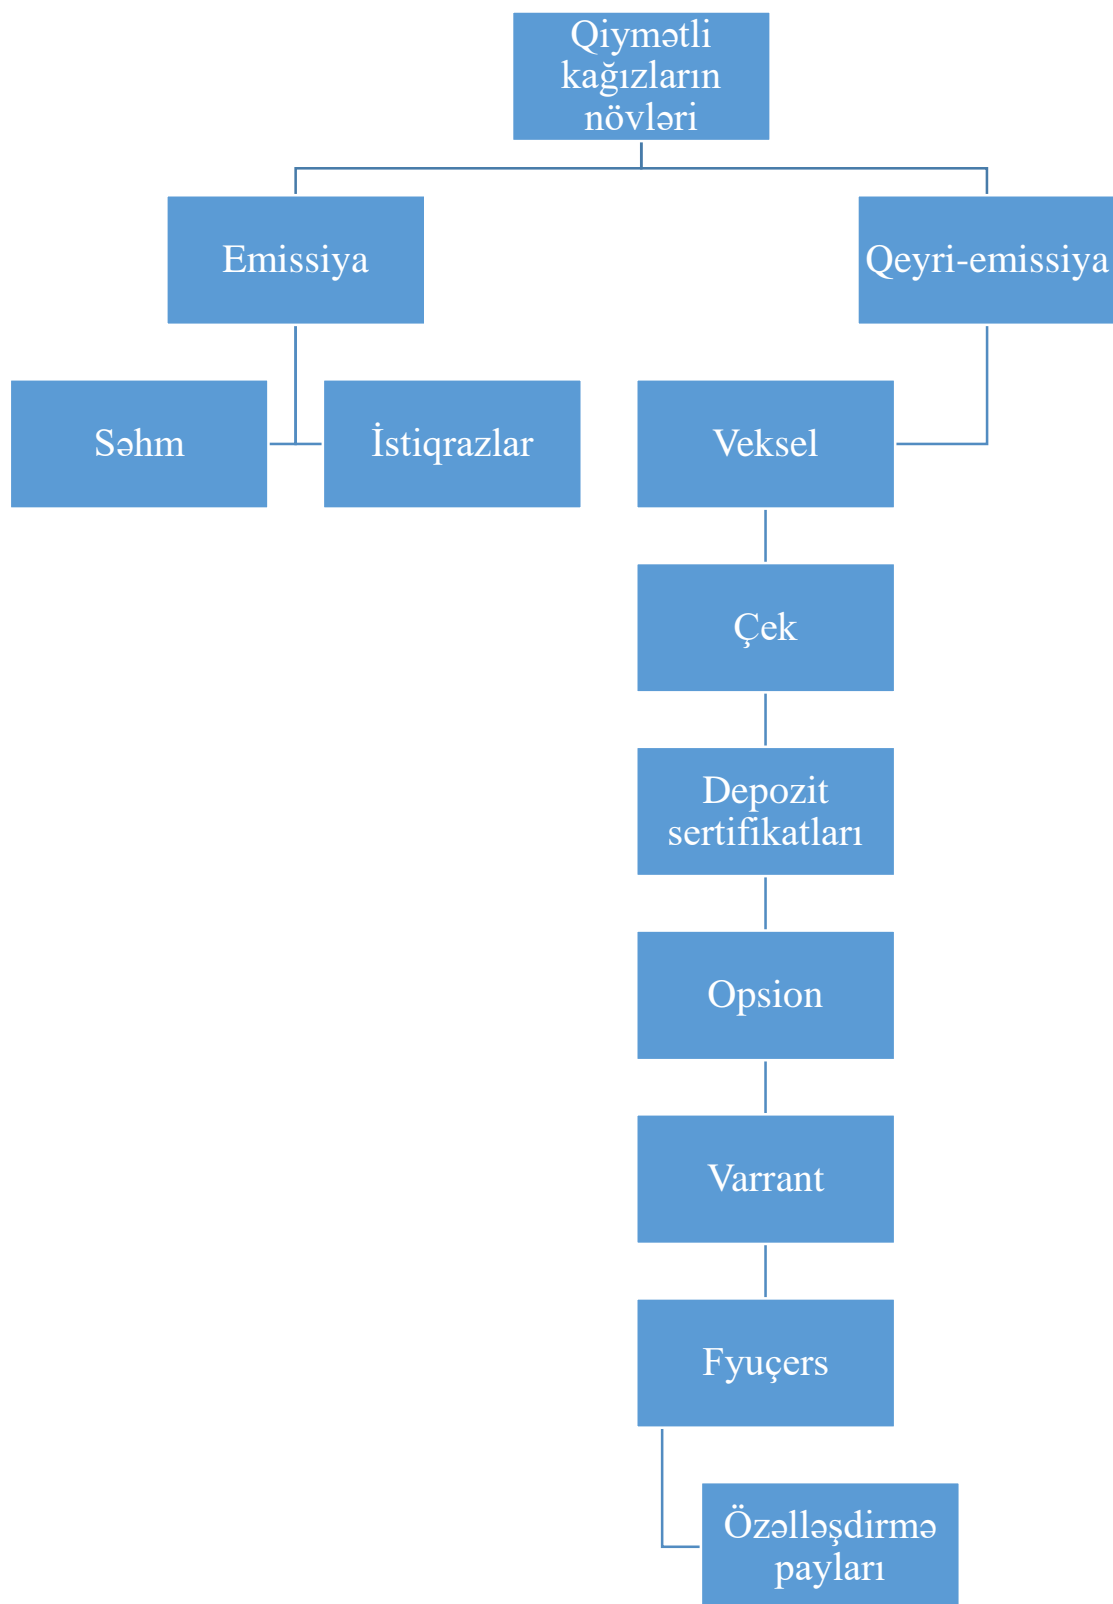 Qiymətli
kağızların
növləri
Emissiya
Qeyri-emissiya
Səhm
İstiqrazlar
Veksel
Çek
Depozit
sertifikatları
Opsion
Varrant
Fyuçers
Özəlləşdirmə
payları